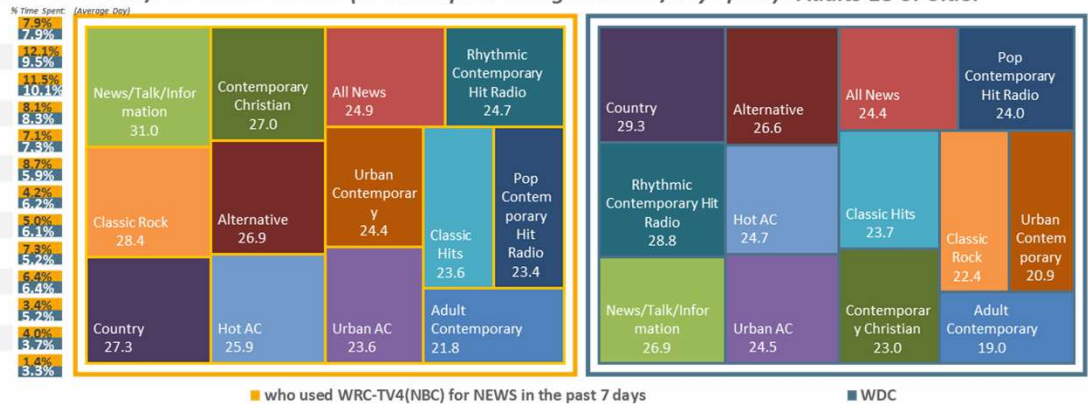 % Time Spent: (Average Day)
7.9%
7.9%
12.1%
9.5%
11.5%
10.1%
8.1%
8.3%
7.1%
7.3%
8.7%
5.9%
4.2%
6.2%
5.0%
6.1%
7.3%
5.2%
6.4%
6.4%
3.4%
5.2%
4.0%
3.7%
1.4%
3.3%
News/Talk/Infor
mation
31.0
Contemporary
Christian
27.0
All News
24.9
Rhythmic
Contemporary
Hit Radio
24.7
Classic Rock
28.4
Alternative
26.9
Urban
Contemporar
y
24.4
Classic
Hits
23.6
Pop
Contem
porary
Hit
Radio
23.4
Country
27.3
Hot AC
25.9
Urban AC
23.6
Adult
Contemporary
21.8
Country
29.3
Alternative
26.6
All News
24.4
Pop
Contemporary
Hit Radio
24.0
Rhythmic
Contemporary Hit
Radio
28.8
Hot AC
24.7
Classic Hits
23.7
Classic
Rock
22.4
Urban
Contem
porary
20.9
News/Talk/Infor
mation
26.9
Urban AC
24.5
Contemporar
y Christian
23.0
Adult
Contemporary
19.0
who used WRC-TV4(NBC) for NEWS in the past 7 days
WDC